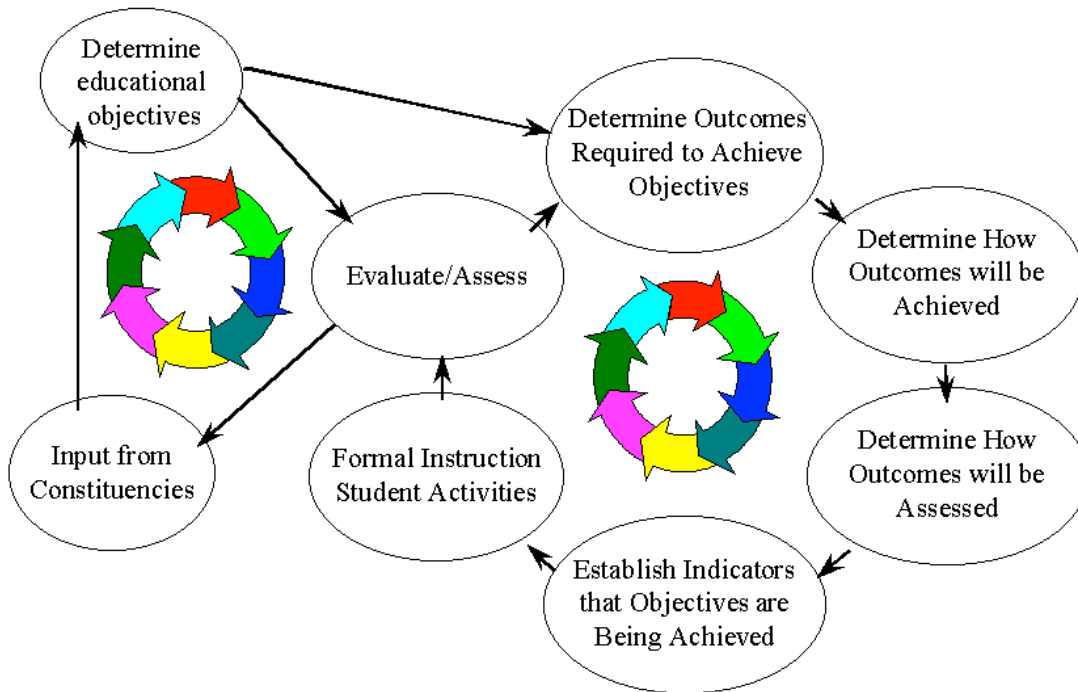 Determine
educational
objectives
Determine Outcomes
Required to Achieve
Objectives
Evaluate/Assess
Determine How
Outcomes will be
Achieved
Input from
Constituencies
Formal Instruction
Student Activities
Determine How
Outcomes will be
Assessed
Establish Indicators
that Objectives are
Being Achieved